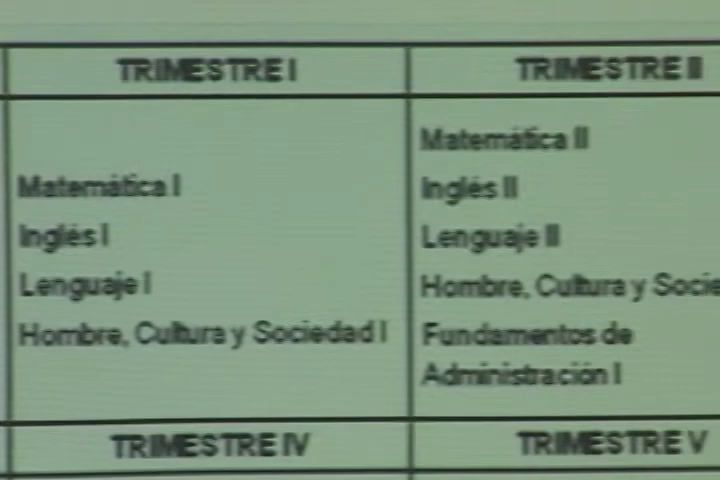 TRIMESTRE I
Matemática I
Inglés I
Lenguaje I
Hombre, Cultura y Sociedad I
TRIMESTRE II
Matemática II
Inglés II
Lenguaje II
Hombre, Cultura y Socie
Fundamentos de
Administración I
TRIMESTRE IV
TRIMESTRE V